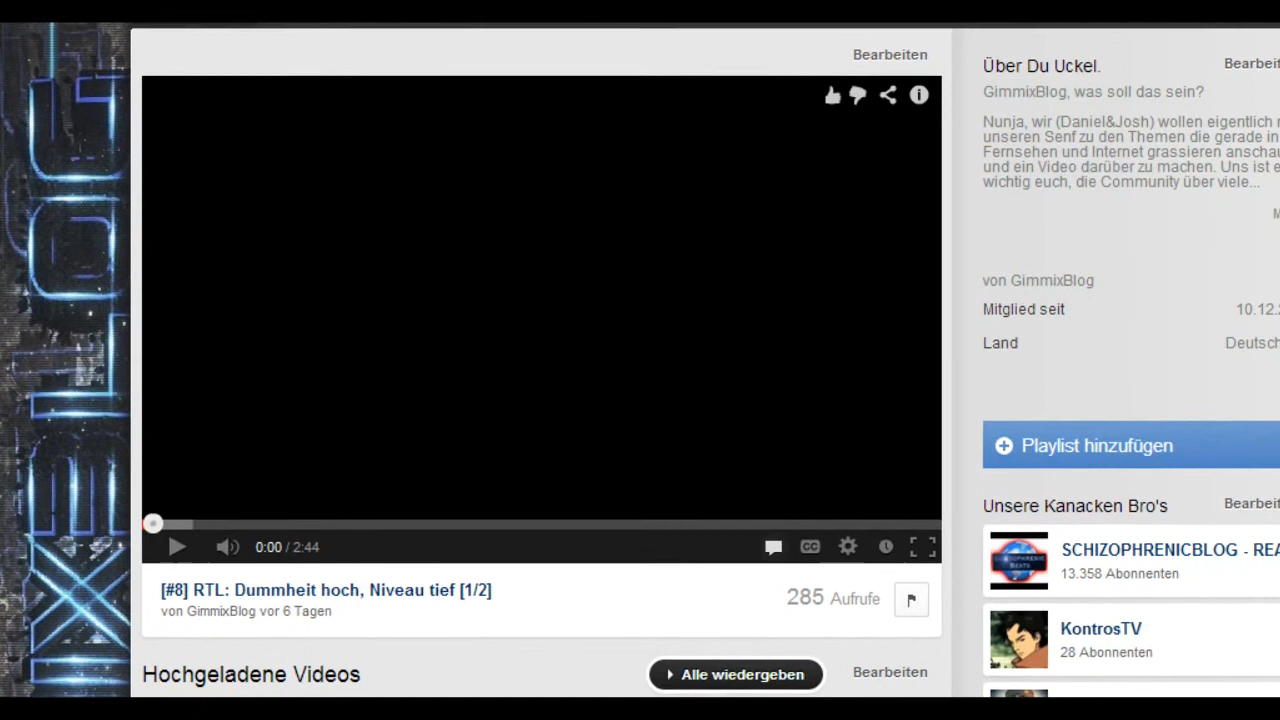 Bearbeiten
0:00 / 2:44
CC
[#8] RTL: Dummheit hoch, Niveau tief [1/2]
von GimmixBlog vor 6 Tagen
285 Aufrufe
Hochgeladene Videos
Alle wiedergeben
Bearbeiten
Über Du Uckel.
Bearbeit
GimmixBlog, was soll das sein?
Nunja, wir (Daniel&Josh) wollen eigentlich
unseren Senf zu den Themen die gerade in
Fernsehen und Internet grassieren anschau
und ein Video darüber zu machen. Uns ist e
wichtig euch, die Community über viele...
von GimmixBlog
Mitglied seit
10.12.
Land
Deutsch
Playlist hinzufügen
Unsere Kanacken Bro's
Bearbeit
SCHIZOPHRENICBLOG - REA
13.358 Abonnenten
KontrosTV
28 Abonnenten